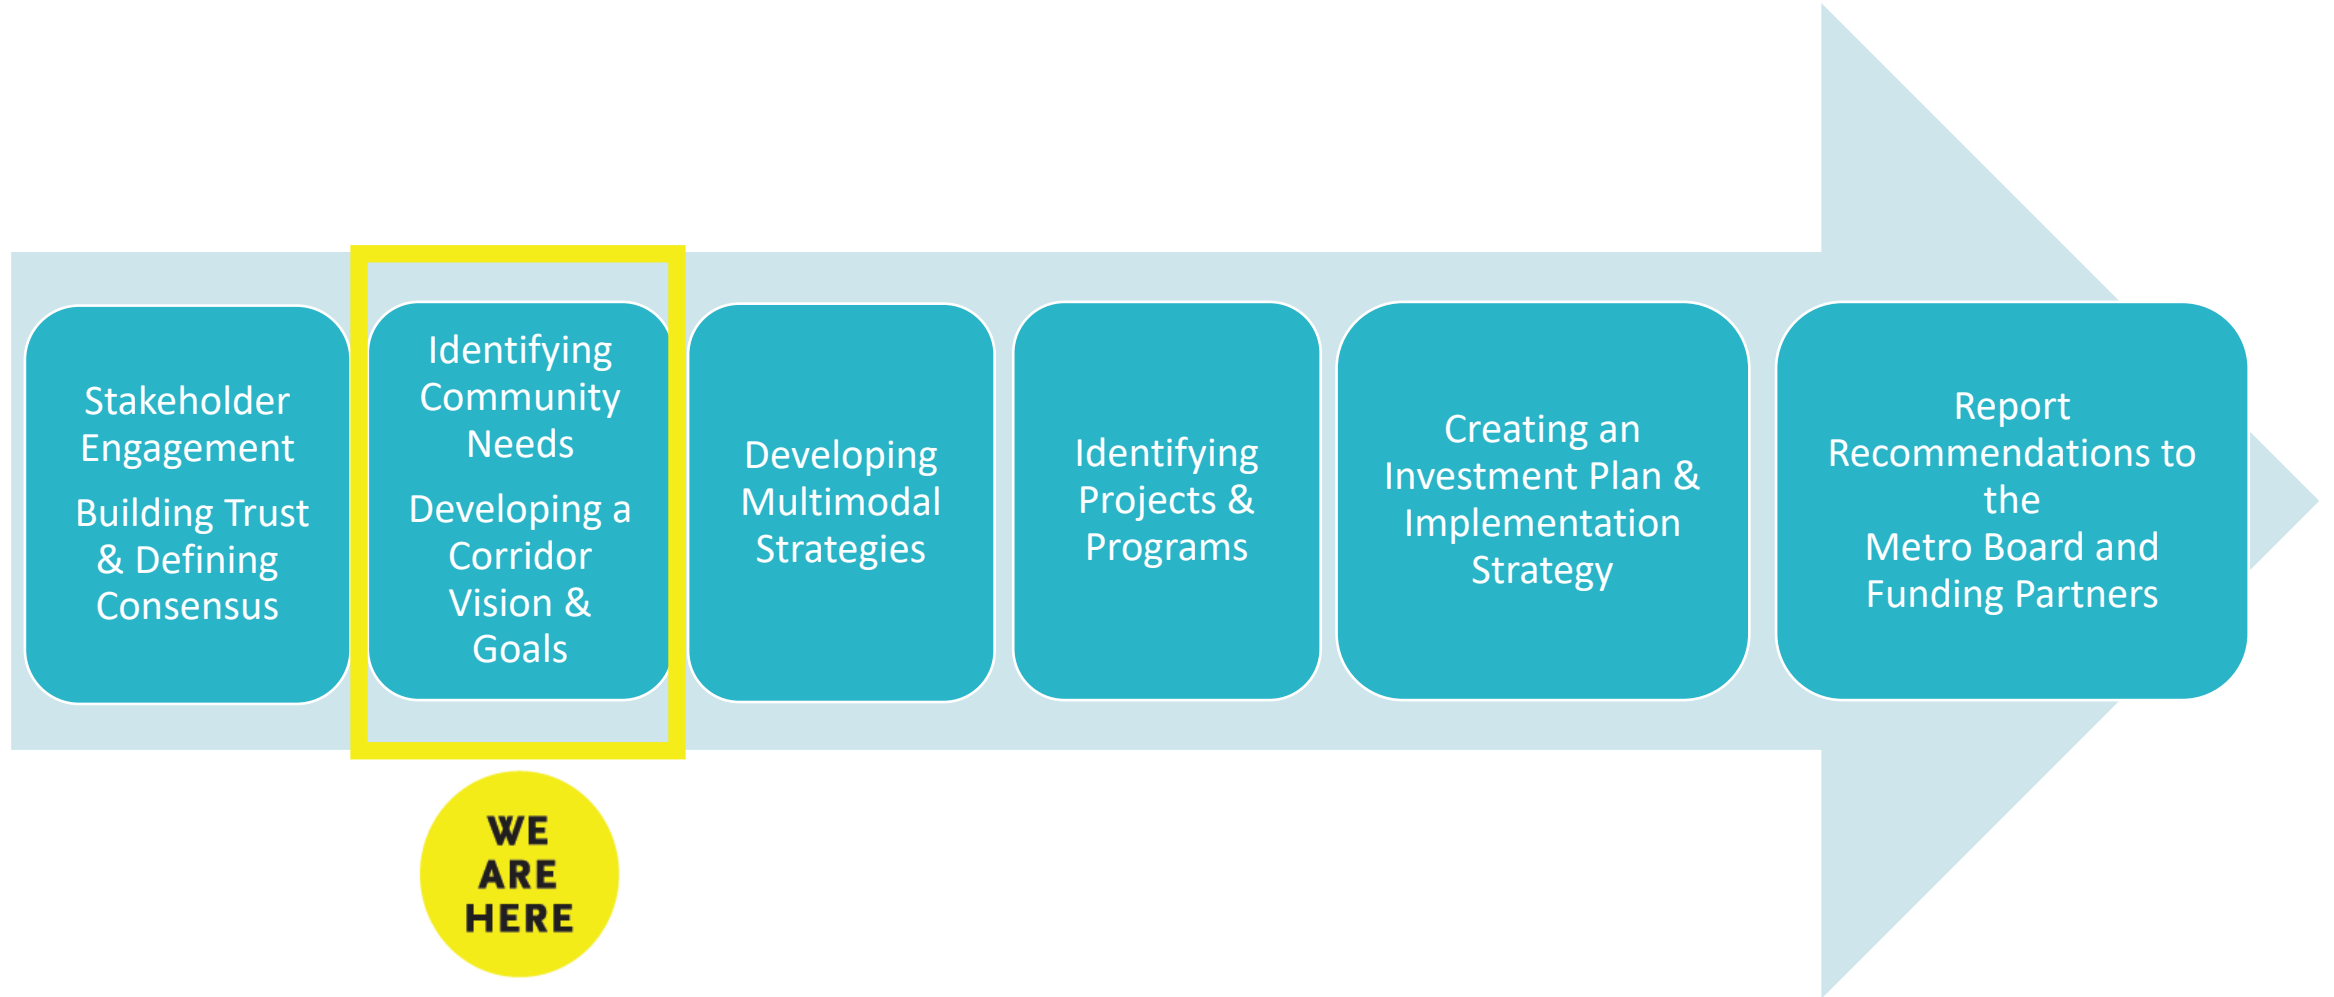 Stakeholder
Engagement
Building Trust
& Defining
Consensus
Identifying
Community
Needs
Developing a
Corridor
Vision &
Goals
Developing
Multimodal
Strategies
Identifying
Projects &
Programs
Creating an
Investment Plan &
Implementation
Strategy
Report
Recommendations to
the
Metro Board and
Funding Partners
WE
ARE
HERE